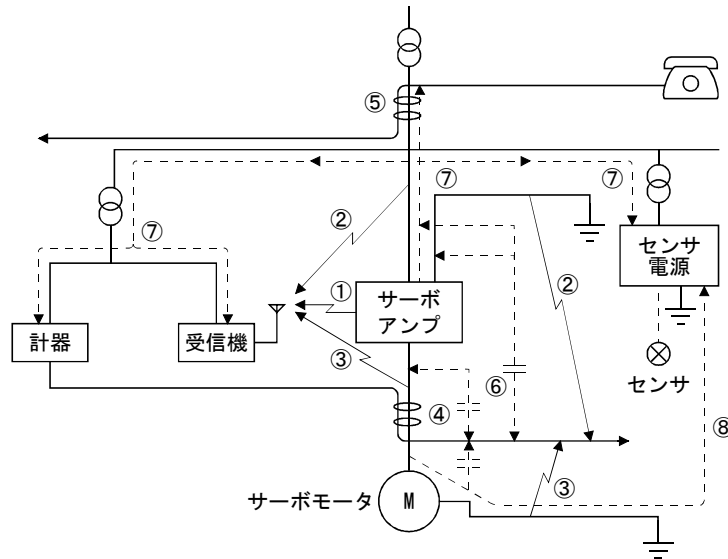 ⑤
⑦
⑦
②
⑦
センサ
電源
①
サーボ
アンプ
②
計器
受信機
③
センサ
⑥
④
⑧
サーボモータ
M
③